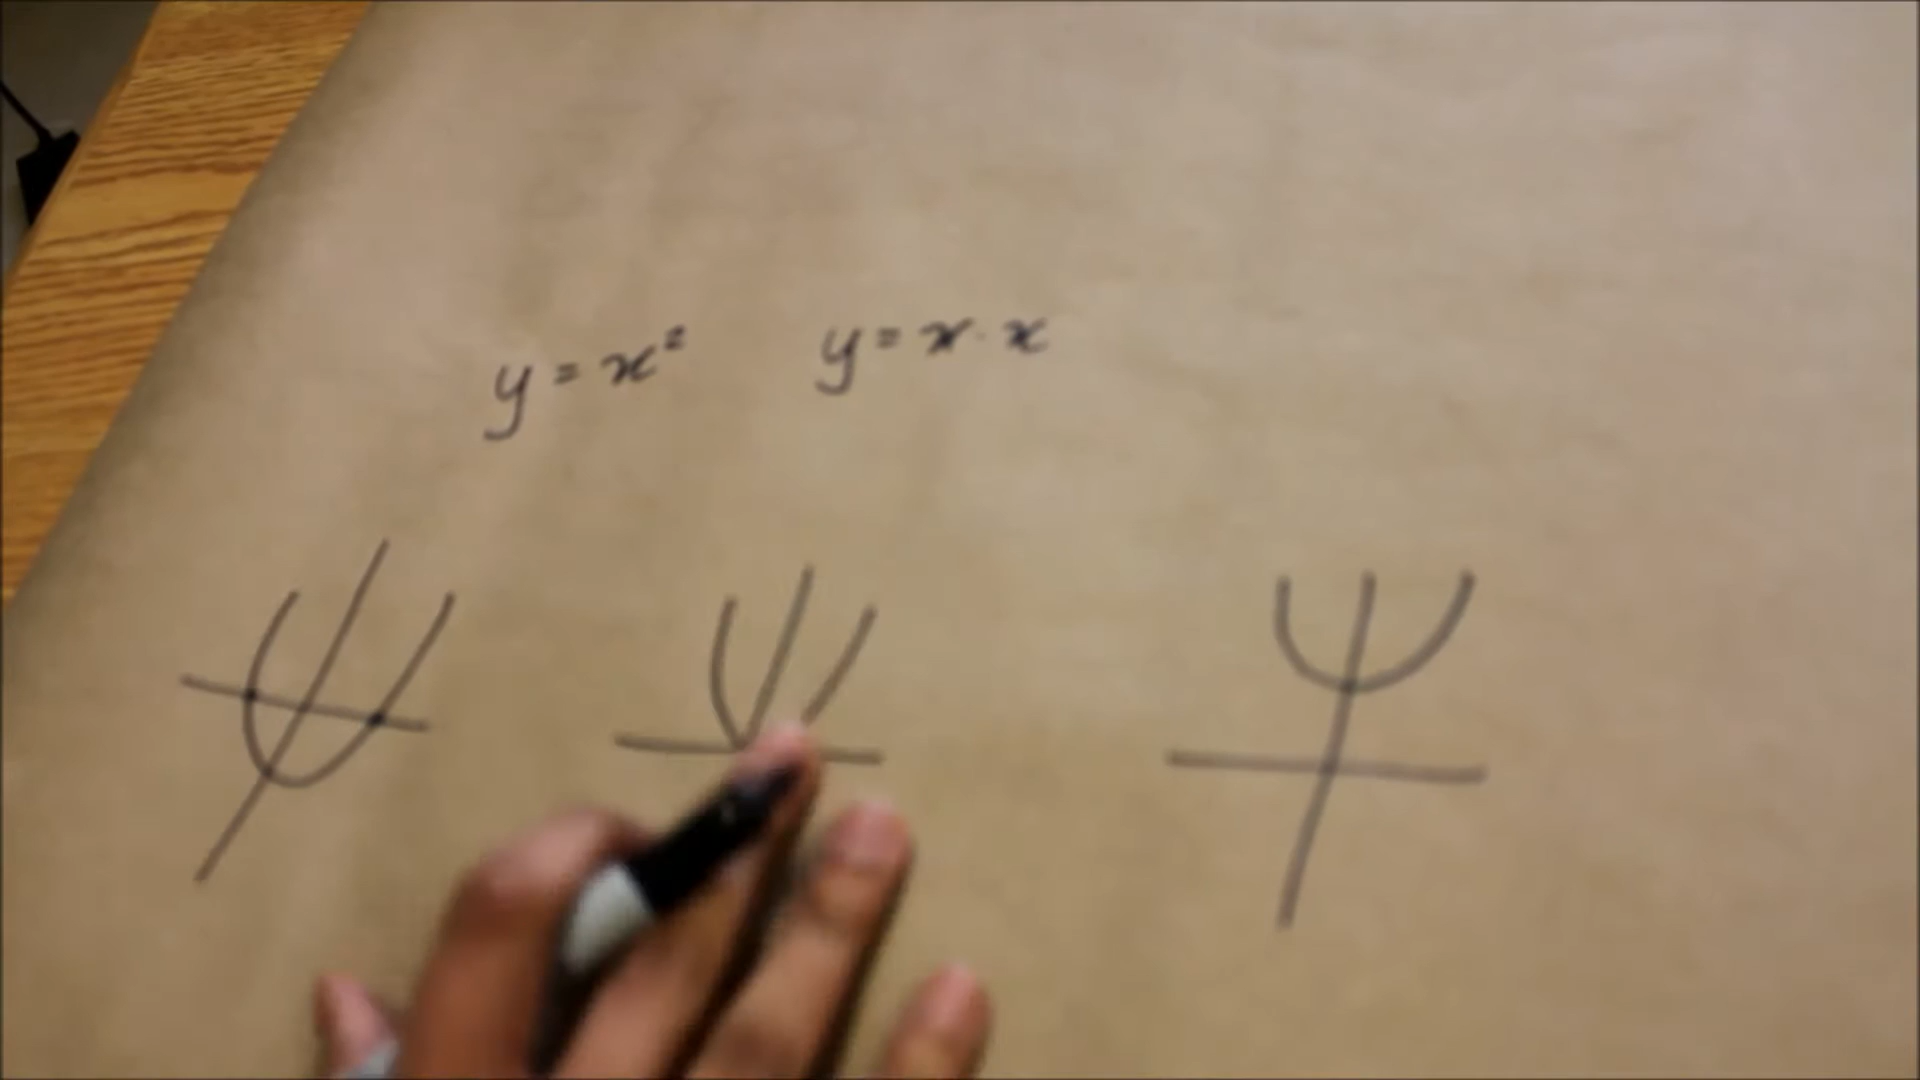 y = x² y = x · x